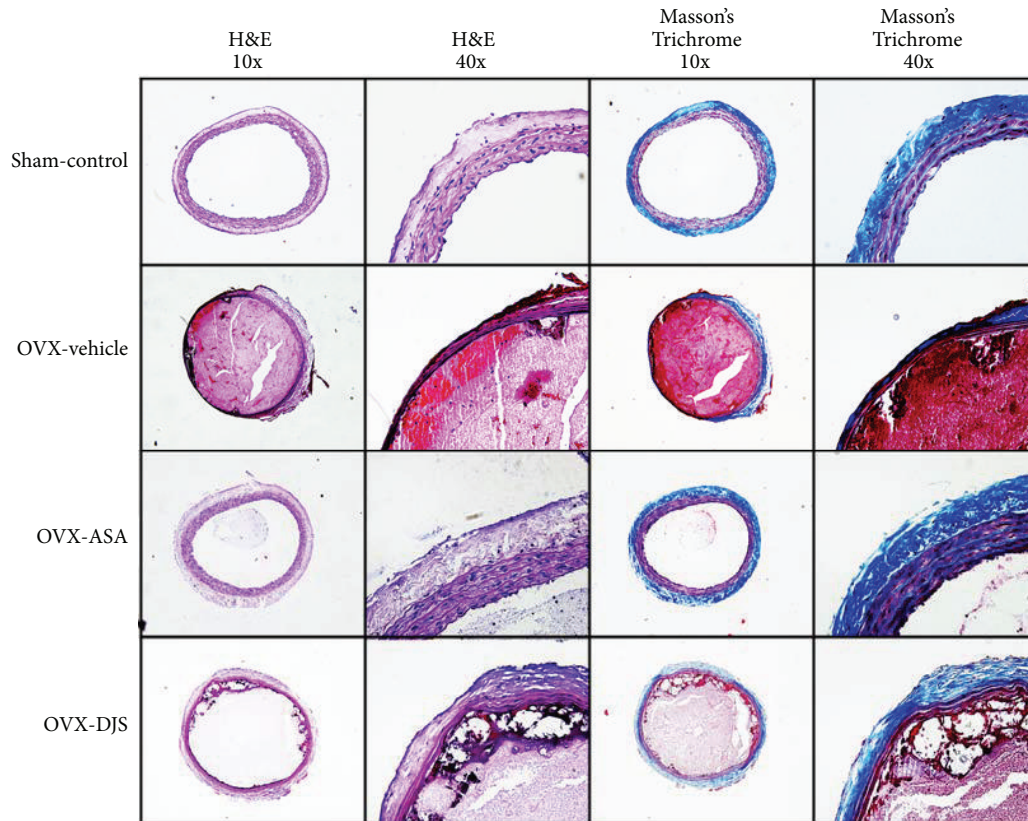 H&E
10x
H&E
40x
Masson's
Trichrome
10x
Masson's
Trichrome
40x
Sham-control
OVX-vehicle
OVX-ASA
OVX-DJS